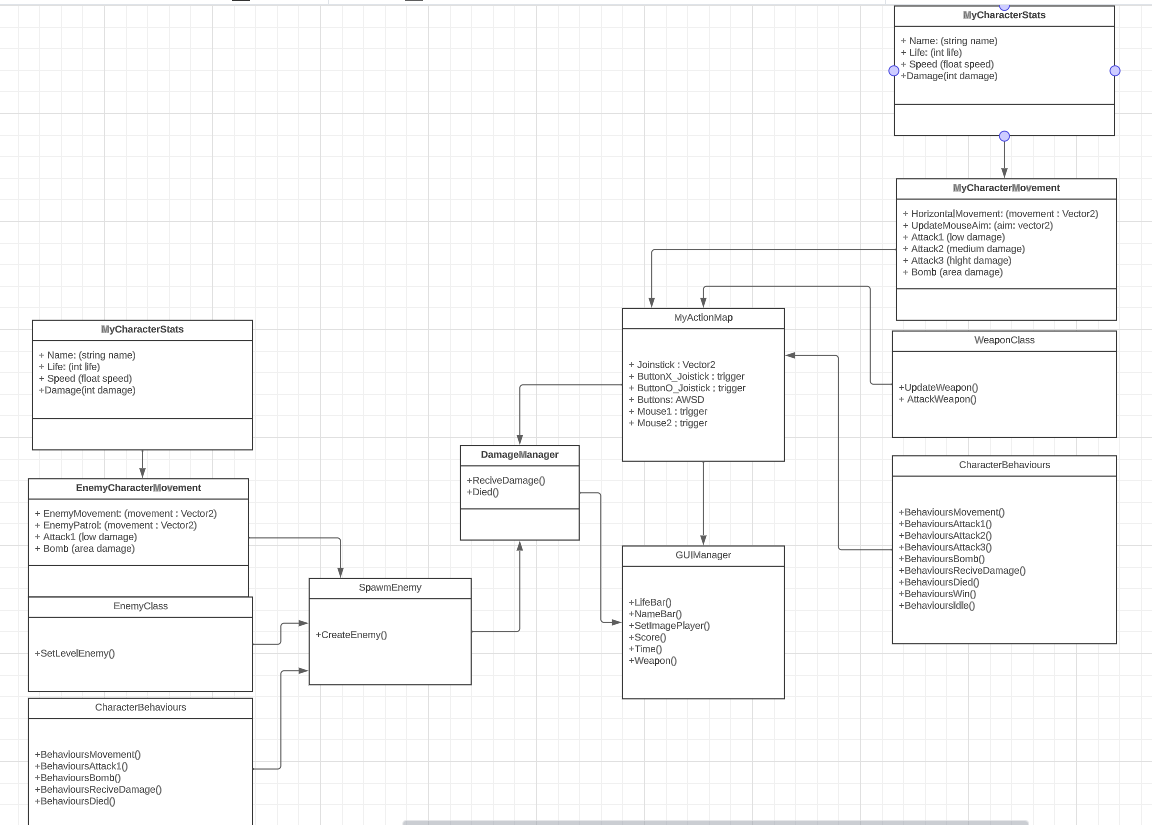 MyCharacterStats
+ Name: (string name)
+ Life: (int life)
+ Speed (float speed)
+Damage(int damage)
MyCharacterMovement
+ HorizontalMovement: (movement : Vector2)
+ UpdateMouseAim: (aim: vector2)
+ Attack1 (low damage)
+ Attack2 (medium damage)
+ Attack3 (hight damage)
+ Bomb (area damage)
WeaponClass
+UpdateWeapon()
+ AttackWeapon()
CharacterBehaviours
+BehavioursMovement()
+BehavioursAttack1()
+BehavioursAttack2()
+BehavioursAttack3()
+BehavioursBomb()
+BehavioursReciveDamage()
+BehavioursDied()
+BehavioursWin()
+BehavioursIdle()
MyActionMap
+ Joinstick : Vector2
+ ButtonX_Joistick : trigger
+ ButtonO_Joistick : trigger
+ Buttons: AWSD
+ Mouse1 : trigger
+ Mouse2 : trigger
DamageManager
+ReciveDamage()
+Died()
GUIManager
+LifeBar()
+NameBar()
+SetImagePlayer()
+Score()
+Time()
+Weapon()
MyCharacterStats
+ Name: (string name)
+ Life: (int life)
+ Speed (float speed)
+Damage(int damage)
EnemyCharacterMovement
+ EnemyMovement: (movement : Vector2)
+ EnemyPatrol: (movement : Vector2)
+ Attack1 (low damage)
+ Bomb (area damage)
EnemyClass
+SetLevelEnemy()
SpawmEnemy
+CreateEnemy()
CharacterBehaviours
+BehavioursMovement()
+BehavioursAttack1()
+BehavioursBomb()
+BehavioursReciveDamage()
+BehavioursDied()